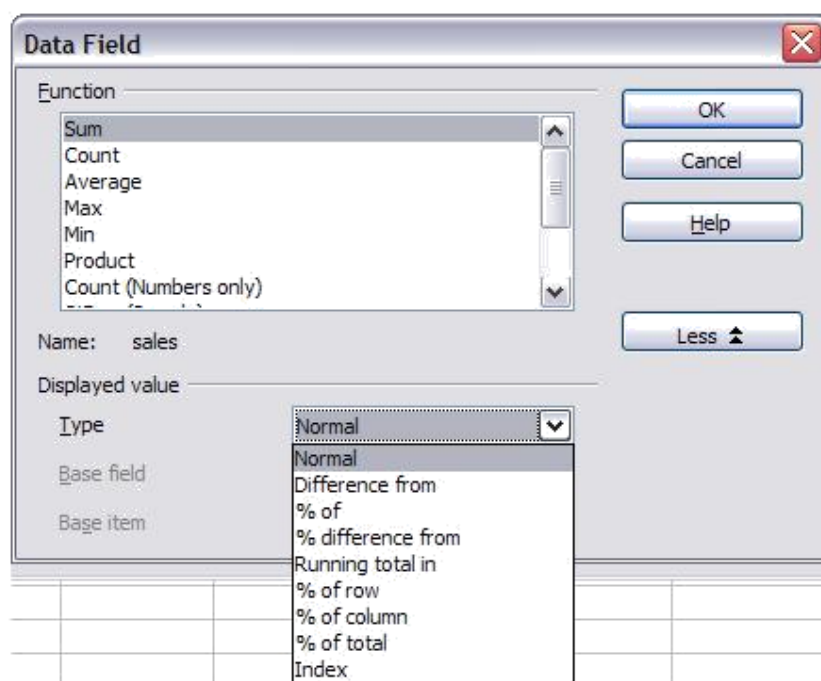 Data Field
Function
Sum
Count
Average
Max
Min
Product
Count (Numbers only)
OK
Cancel
Help
Less
Name: sales
Displayed value
Type Normal
Normal
Difference from
% of
% difference from
Running total in
% of row
% of column
% of total
Index
Base field
Base item